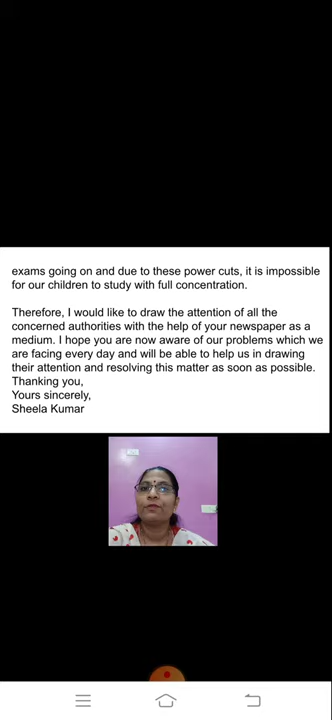 exams going on and due to these power cuts, it is impossible
for our children to study with full concentration.
Therefore, I would like to draw the attention of all the
concerned authorities with the help of your newspaper as a
medium. I hope you are now aware of our problems which we
are facing every day and will be able to help us in drawing
their attention and resolving this matter as soon as possible.
Thanking you,
Yours sincerely,
Sheela Kumar